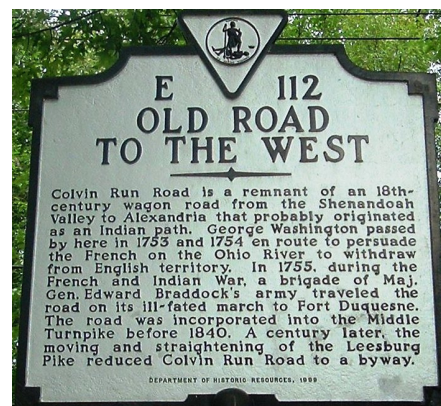 E 112
OLD ROAD
TO THE WEST
Colvin Run Road is a remnant of an 18th-
century wagon road from the Shenandoah
Valley to Alexandria that probably originated
as an Indian path. George Washington passed
by here in 1753 and 1754 en route to persuade
the French on the Ohio River to withdraw
from English territory. In 1755, during the
French and Indian War, a brigade of Maj.
Gen. Edward Braddock's army traveled the
road on its ill-fated march to Fort Duquesne.
The road was incorporated into the Middle
Turnpike before 1840. A century later, the
moving and straightening of the Leesburg
Pike reduced Colvin Run Road to a byway.
DEPARTMENT OF HISTORIC RESOURCES, 1999